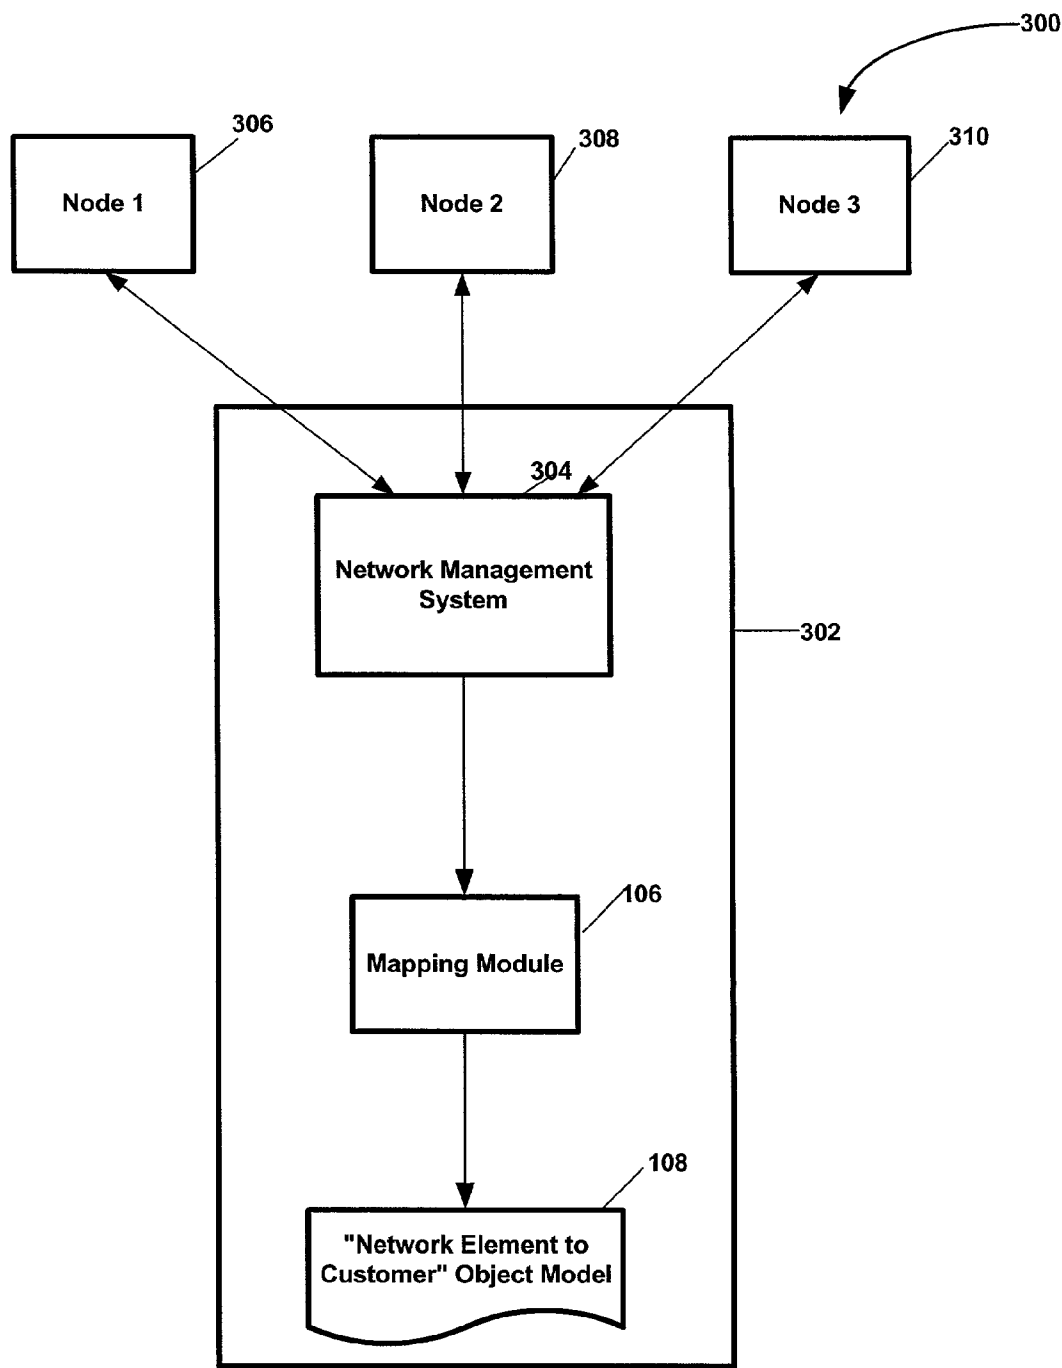 300
306
308
310
Node 1
Node 2
Node 3
304
Network Management
System
302
106
Mapping Module
108
"Network Element to
Customer" Object Model